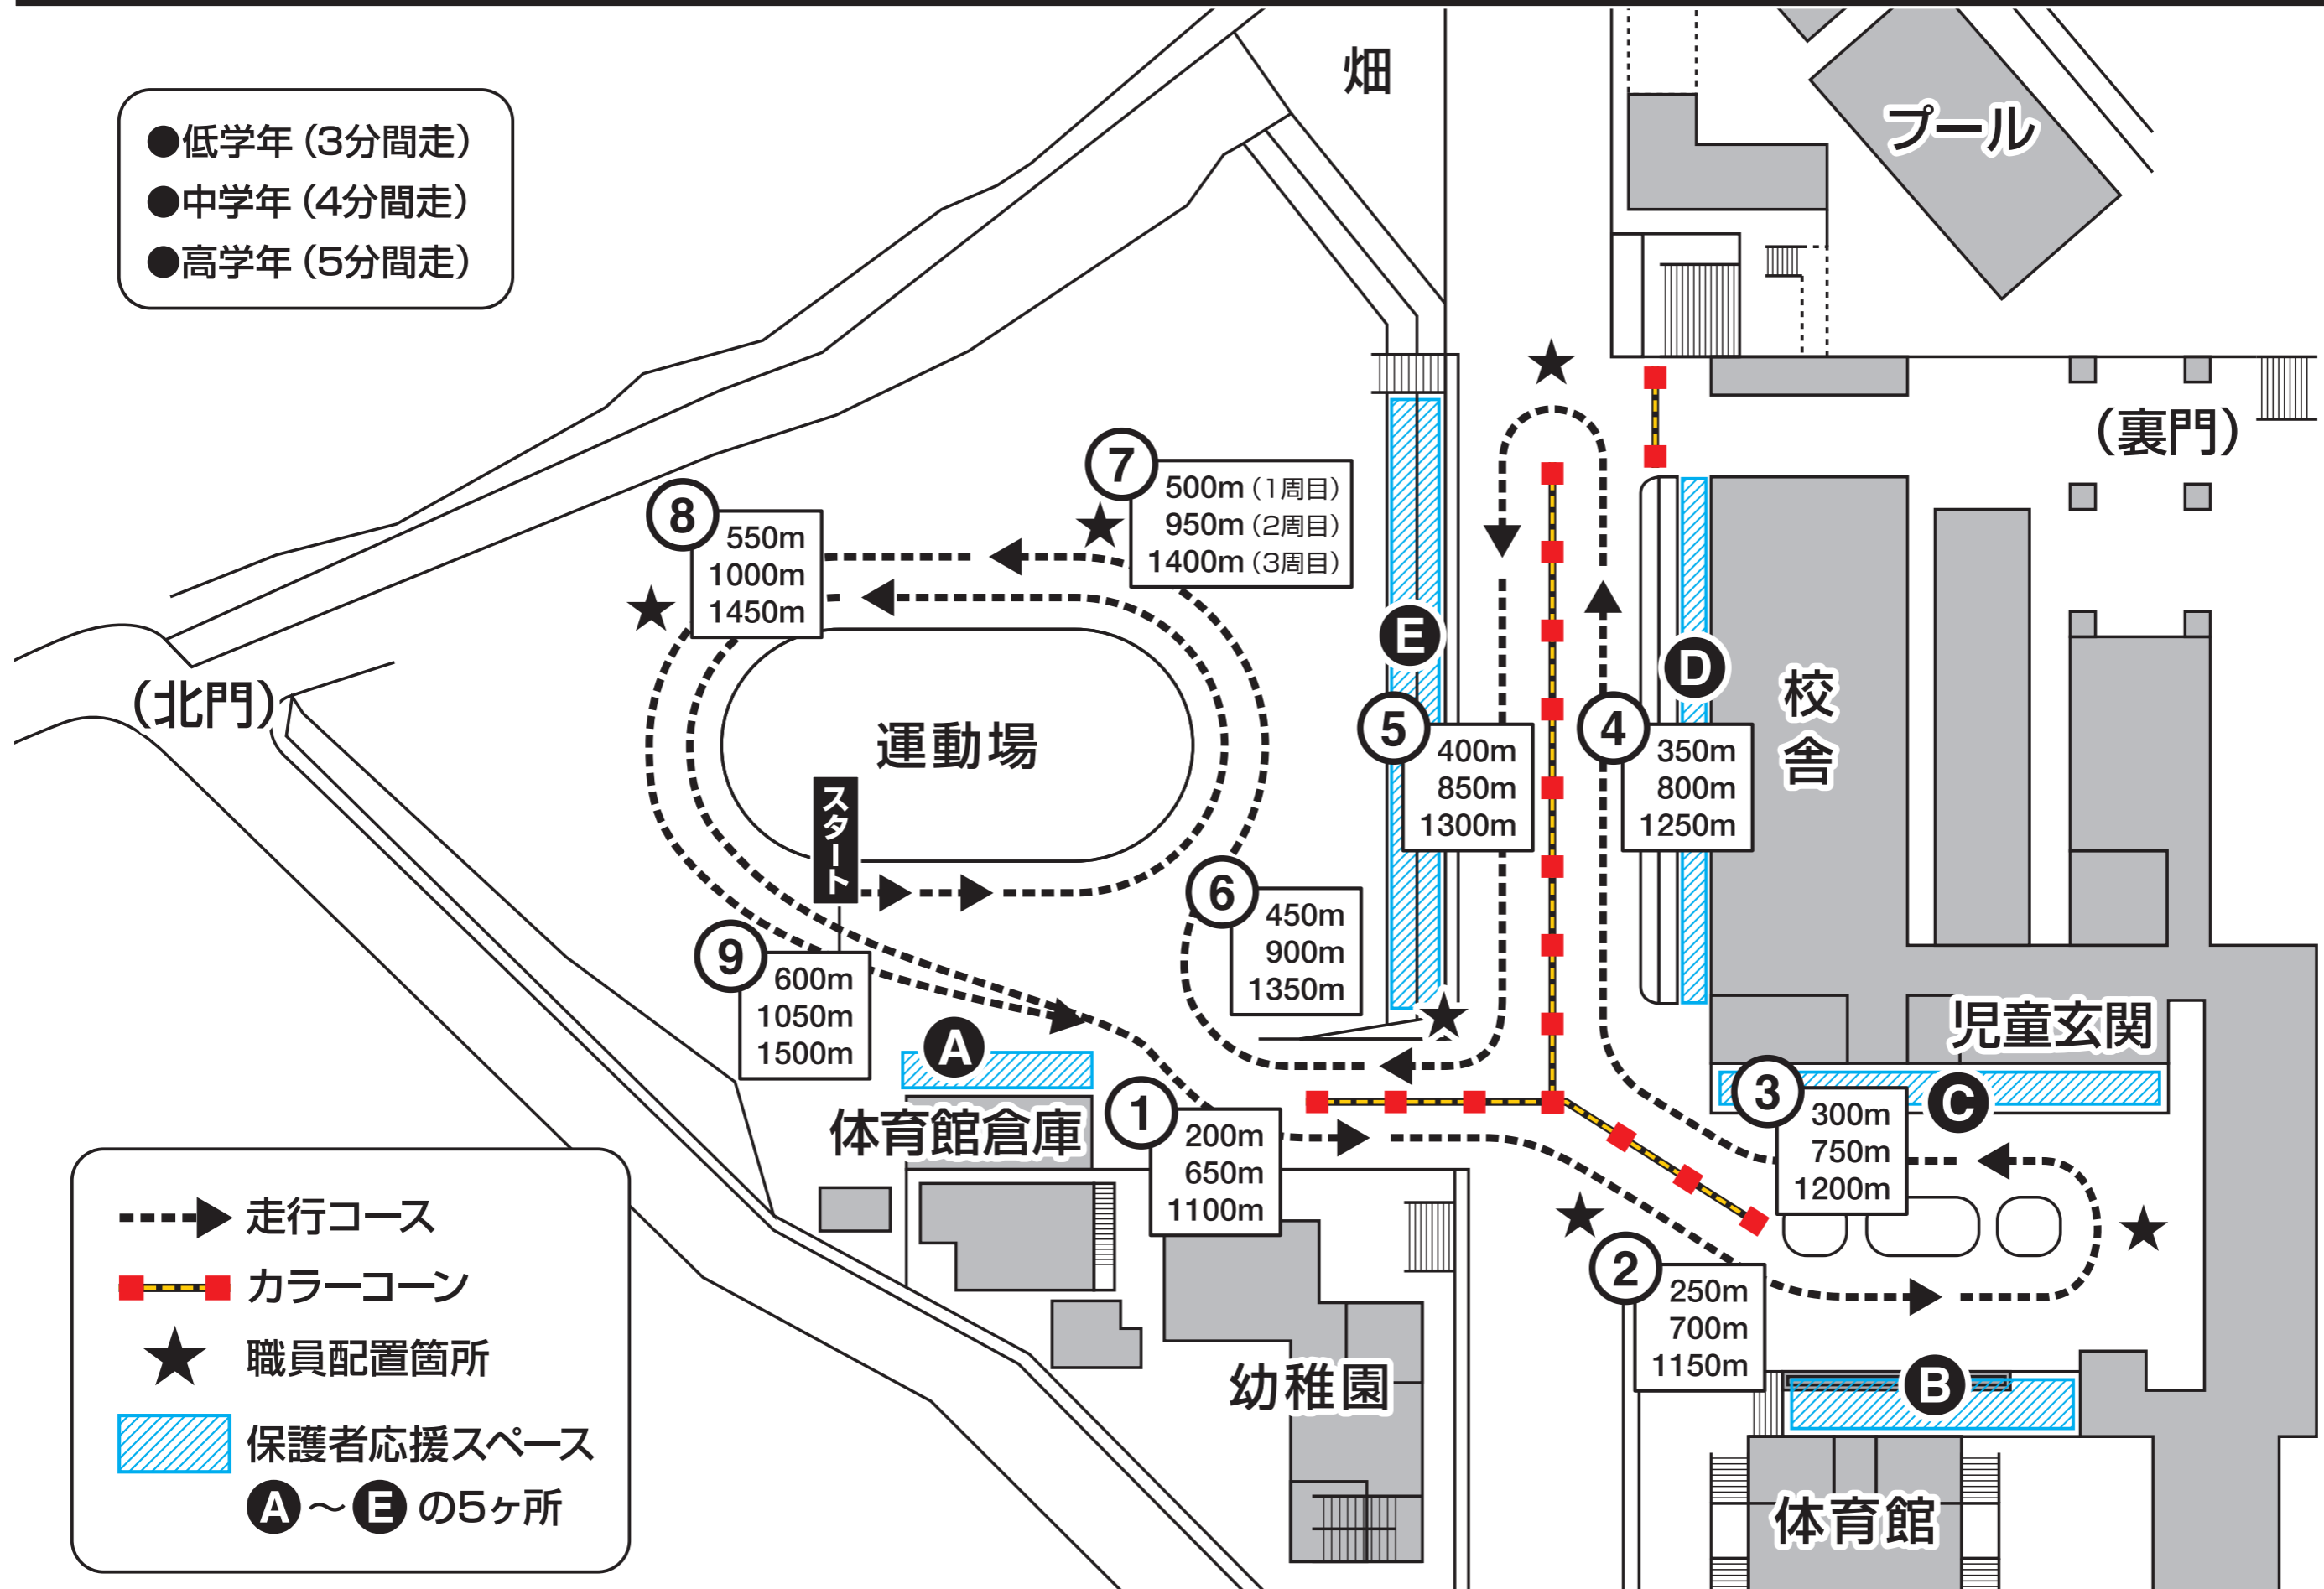 ●低学年（3分間走）
●中学年（4分間走）
●高学年（5分間走）
畑
プール
（裏門）
（北門）
⑦
500m（1周目）
950m（2周目）
1400m（3周目）
⑧
550m
1000m
1450m
運動場
スタート
E
D
校舎
⑤
400m
850m
1300m
④
350m
800m
1250m
⑥
450m
900m
1350m
⑨
600m
1050m
1500m
A
体育館倉庫
児童玄関
C
①
200m
650m
1100m
③
300m
750m
1200m
②
250m
700m
1150m
B
幼稚園
体育館
走行コース
カラーコーン
★ 職員配置箇所
保護者応援スペース
A～Eの5ヶ所